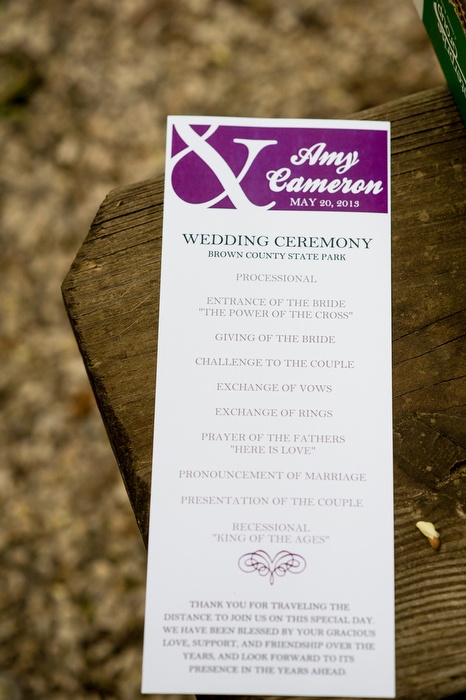 &
Amy
Cameron
MAY 20, 2013
WEDDING CEREMONY
BROWN COUNTY STATE PARK
PROCESSIONAL
ENTRANCE OF THE BRIDE
"THE POWER OF THE CROSS"
GIVING OF THE BRIDE
CHALLENGE TO THE COUPLE
EXCHANGE OF VOWS
EXCHANGE OF RINGS
PRAYER OF THE FATHERS
"HERE IS LOVE"
PRONOUNCEMENT OF MARRIAGE
PRESENTATION OF THE COUPLE
RECESSIONAL
"KING OF THE AGES"
THANK YOU FOR TRAVELING THE
DISTANCE TO JOIN US ON THIS SPECIAL DAY.
WE HAVE BEEN BLESSED BY YOUR GRACIOUS
LOVE, SUPPORT, AND FRIENDSHIP OVER THE
YEARS, AND LOOK FORWARD TO ITS
PRESENCE IN THE YEARS AHEAD.